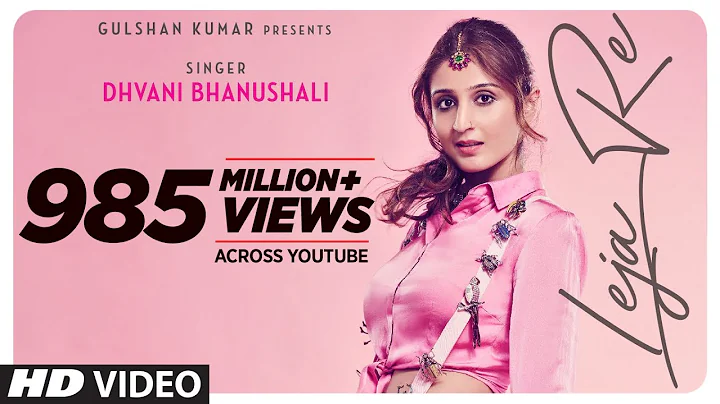 GULSHAN KUMAR PRESENTS
SINGER
DHVANI BHANUSHALI
985 MILLION+
VIEWS
ACROSS YOUTUBE
Leja Re
HD VIDEO